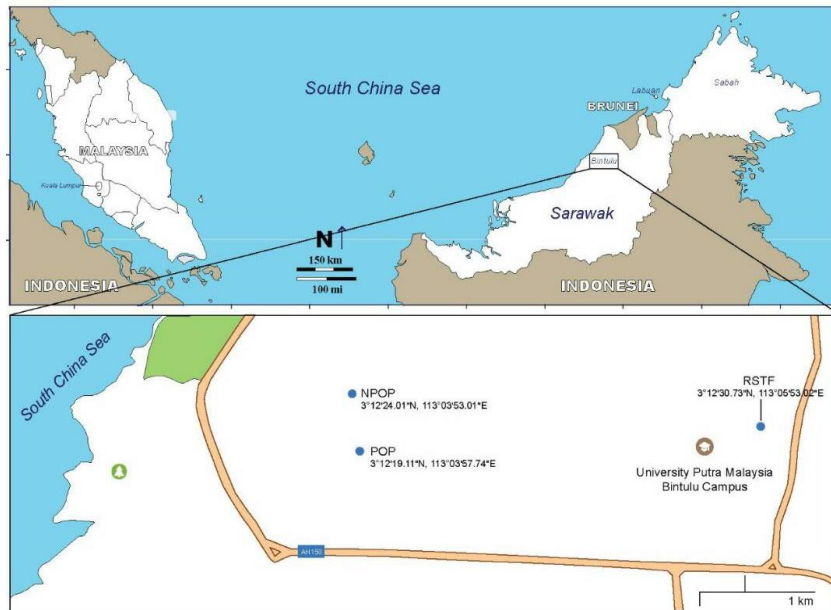 South China Sea
Labuan
Sabah
BRUNEI
MALAYSIA
Bintulu
Kuala Lumpur
Sarawak
N
150 km
100 mi
INDONESIA
INDONESIA
South China Sea
NPOP
3°12'24.01"N, 113°03'53.01"E
RSTF
3°12'30.73"N, 113°05'53.02"E
POP
3°12'19.11"N, 113°03'57.74"E
University Putra Malaysia
Bintulu Campus
AH150
1 km